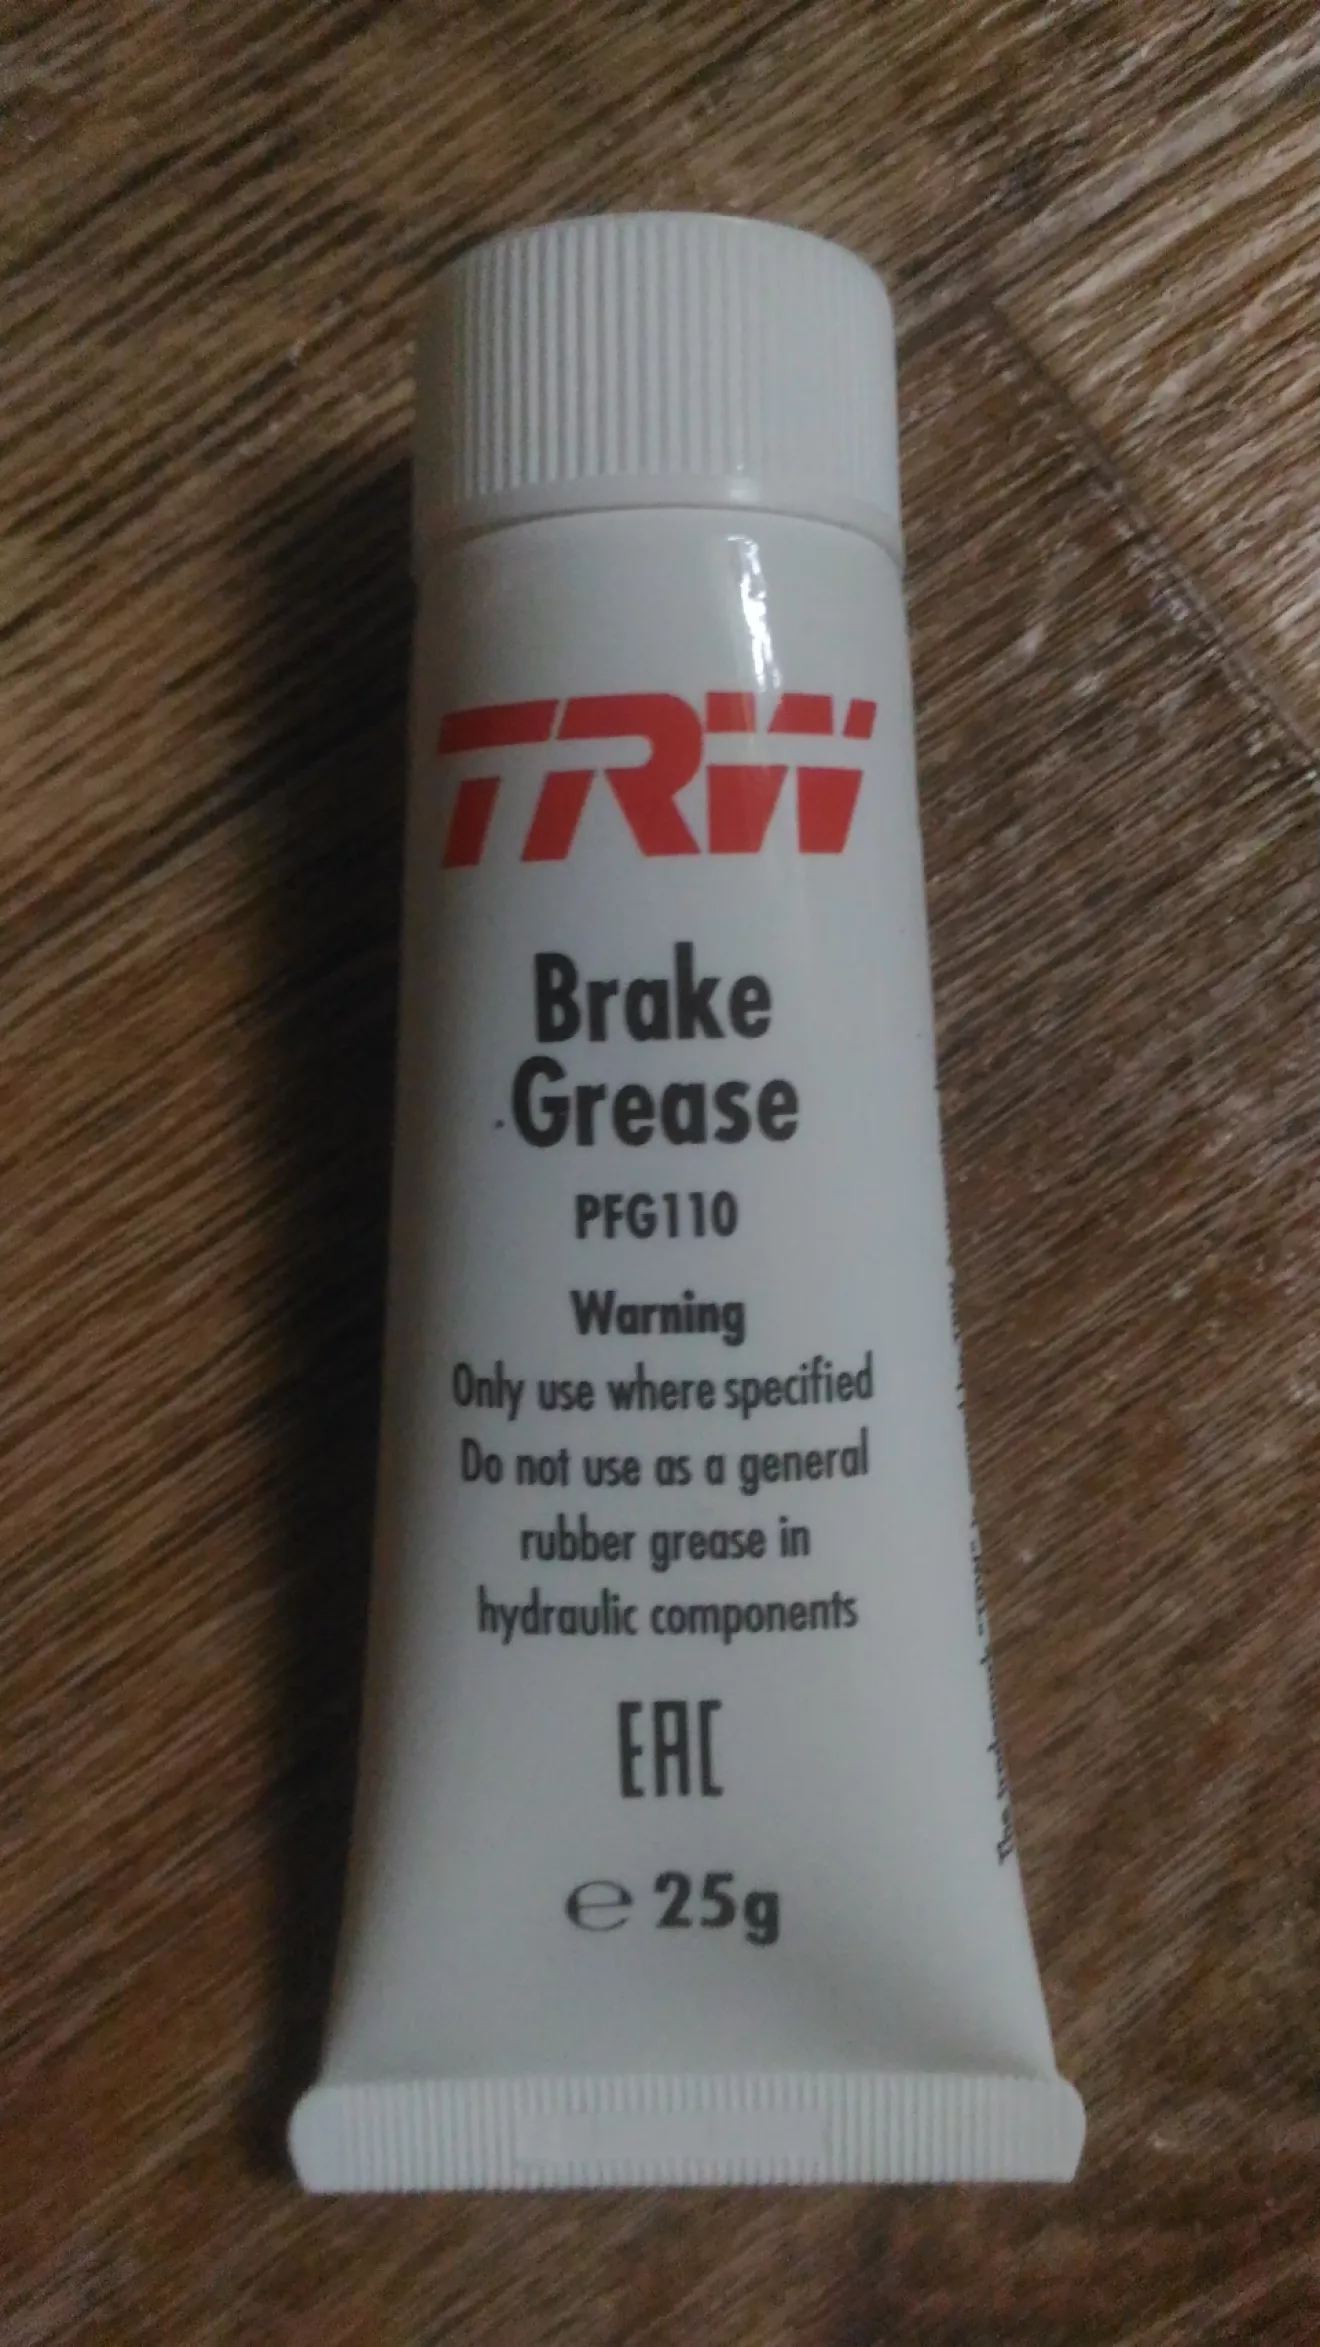 TRW
Brake
Grease
PFG110
Warning
Only use where specified
Do not use as a general
rubber grease in
hydraulic components
EAC
e 25g